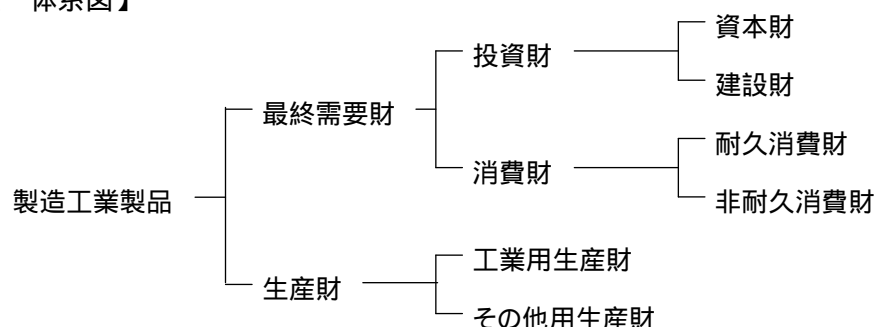 体系図】
資本財
投資財
建設財
最終需要財
耐久消費財
消費財
製造工業製品
非耐久消費財
工業用生産財
生産財
その他用生産財